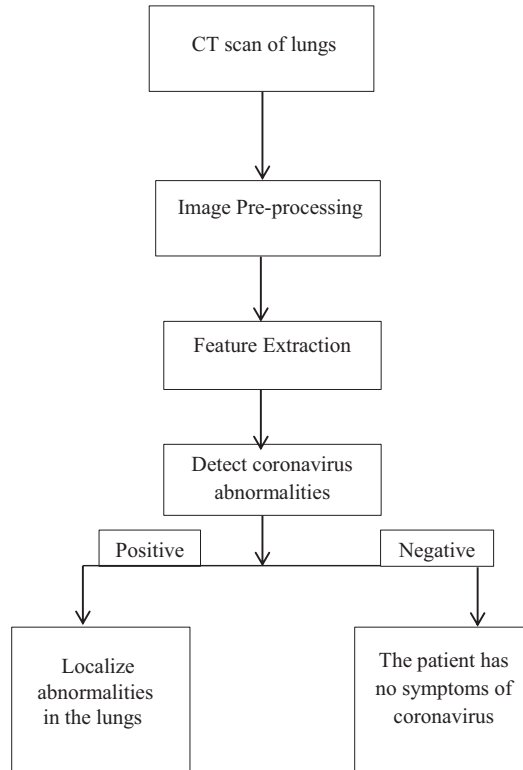 CT scan of lungs
Image Pre-processing
Feature Extraction
Detect coronavirus
abnormalities
Positive
Negative
Localize
abnormalities
in the lungs
The patient has
no symptoms of
coronavirus